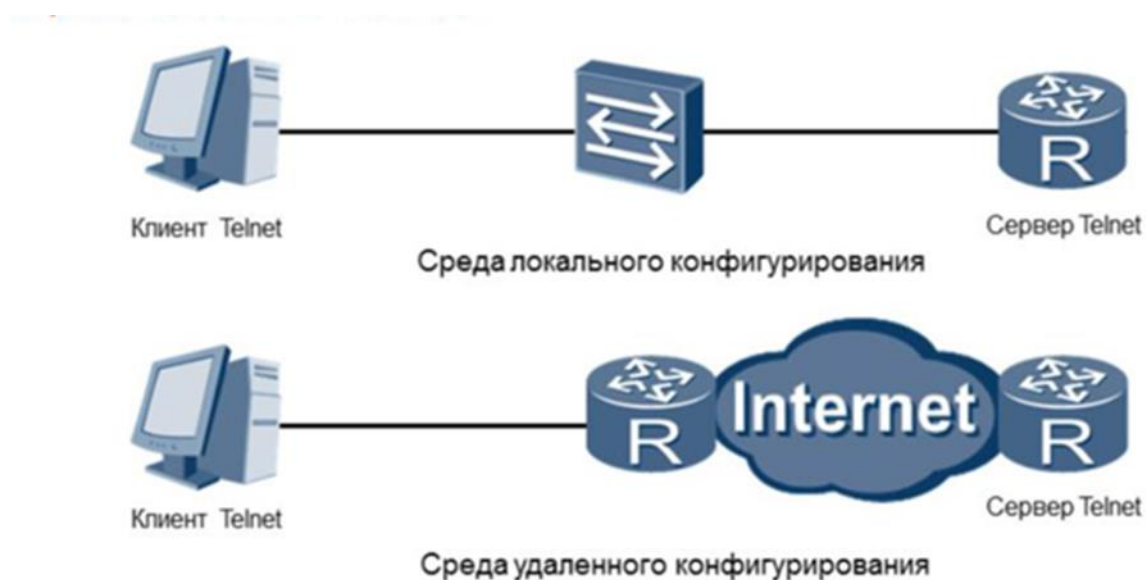 R
Клиент Telnet
Сервер Telnet
Среда локального конфигурирования
Internet
R
R
Клиент Telnet
Сервер Telnet
Среда удаленного конфигурирования